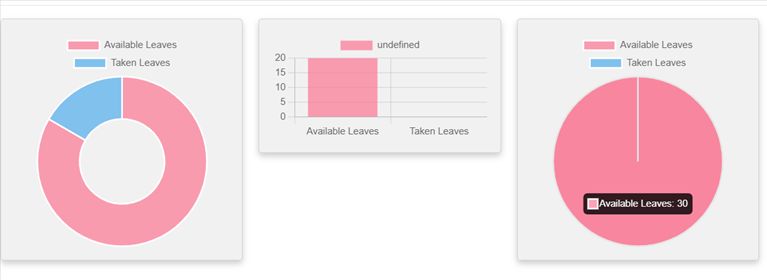 Available Leaves
Taken Leaves
undefined
20
15
10
5
0
Available Leaves Taken Leaves
Available Leaves
Taken Leaves
Available Leaves: 30